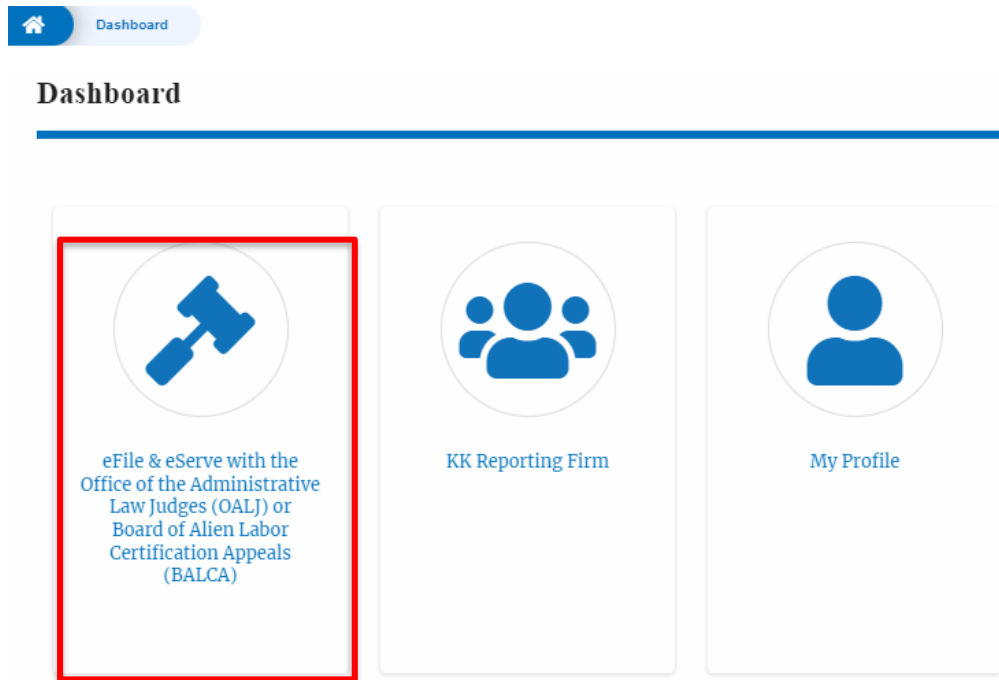 Dashboard
Dashboard
eFile & eServe with the
Office of the Administrative
Law Judges (OALJ) or
Board of Alien Labor
Certification Appeals
(BALCA)
KK Reporting Firm
My Profile